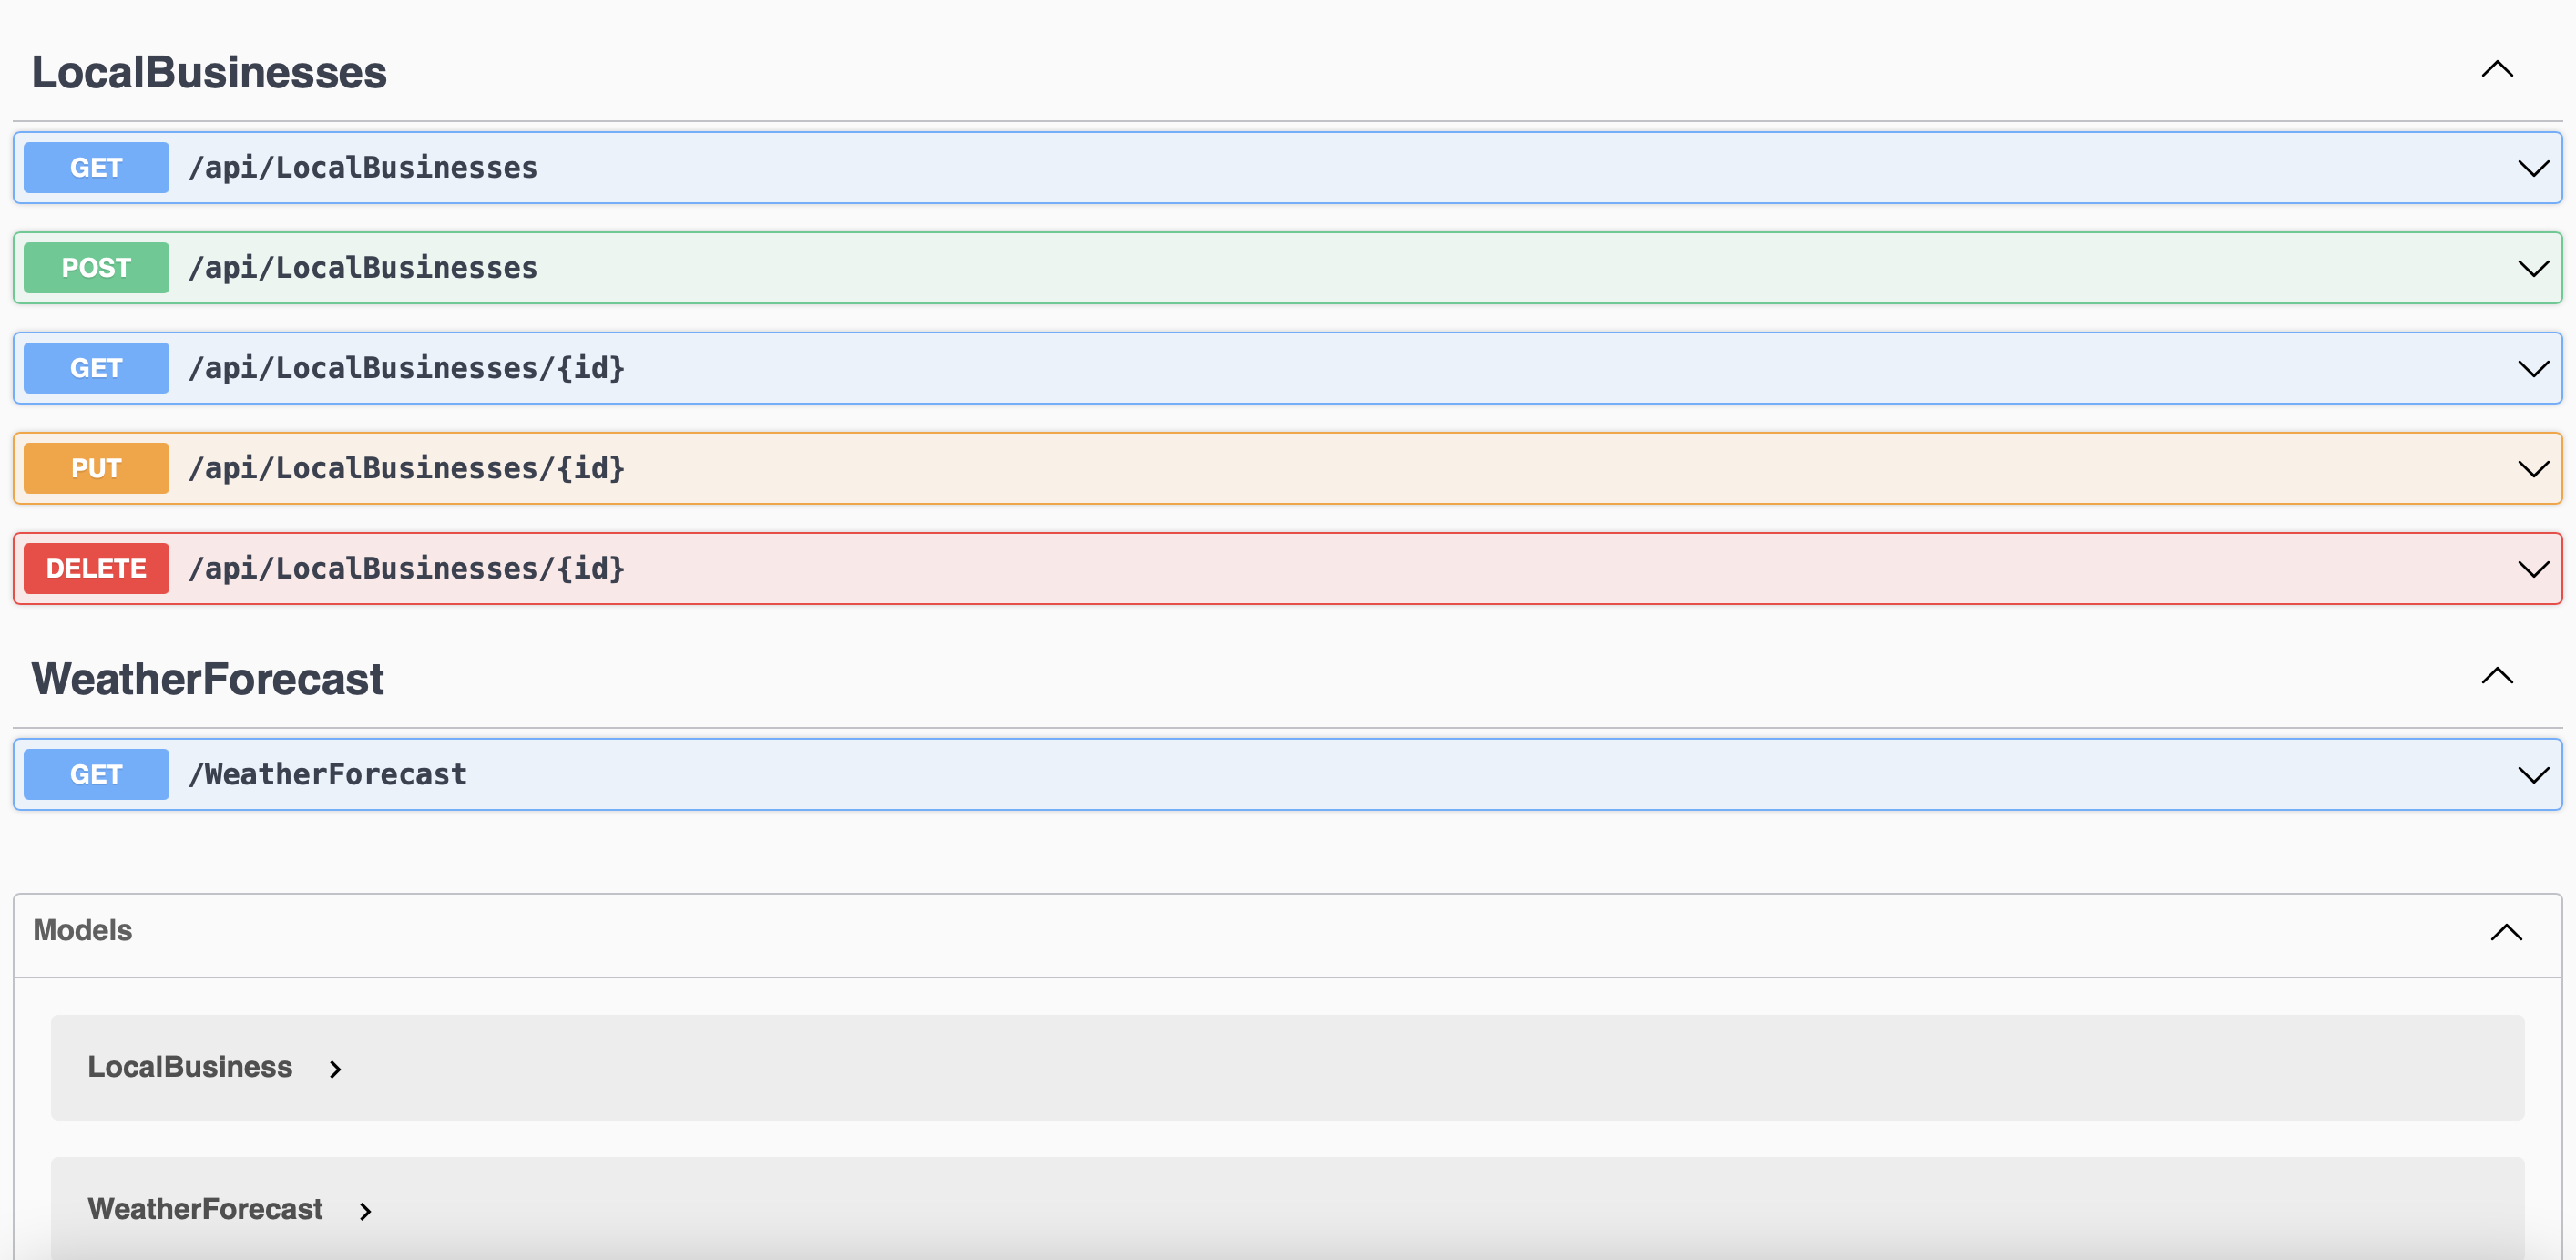 LocalBusinesses
GET /api/LocalBusinesses
POST /api/LocalBusinesses
GET /api/LocalBusinesses/{id}
PUT /api/LocalBusinesses/{id}
DELETE /api/LocalBusinesses/{id}
WeatherForecast
GET /WeatherForecast
Models
LocalBusiness
WeatherForecast